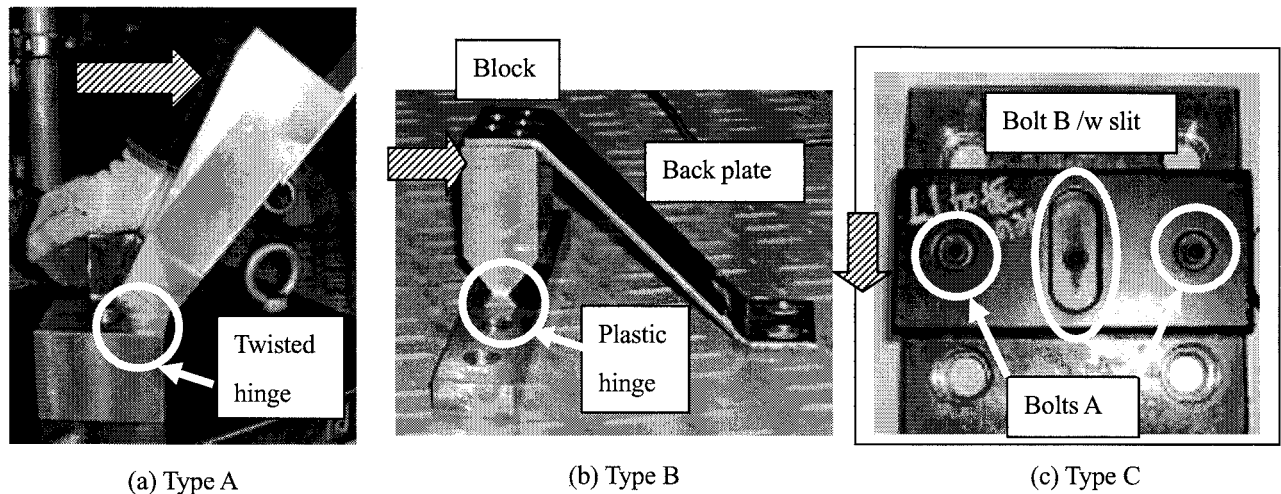 Twisted
hinge
(a) Type A
Block
Back plate
Plastic
hinge
(b) Type B
Bolt B /w slit
Bolts A
(c) Type C